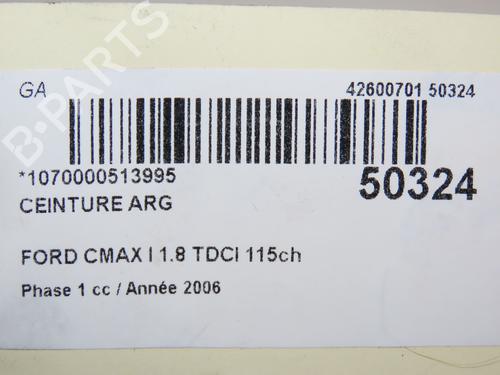 GA
42600701 50324
*1070000513995
50324
CEINTURE ARG
FORD CMAX I 1.8 TDCI 115ch
Phase 1 cc / Année 2006
B-PARTS